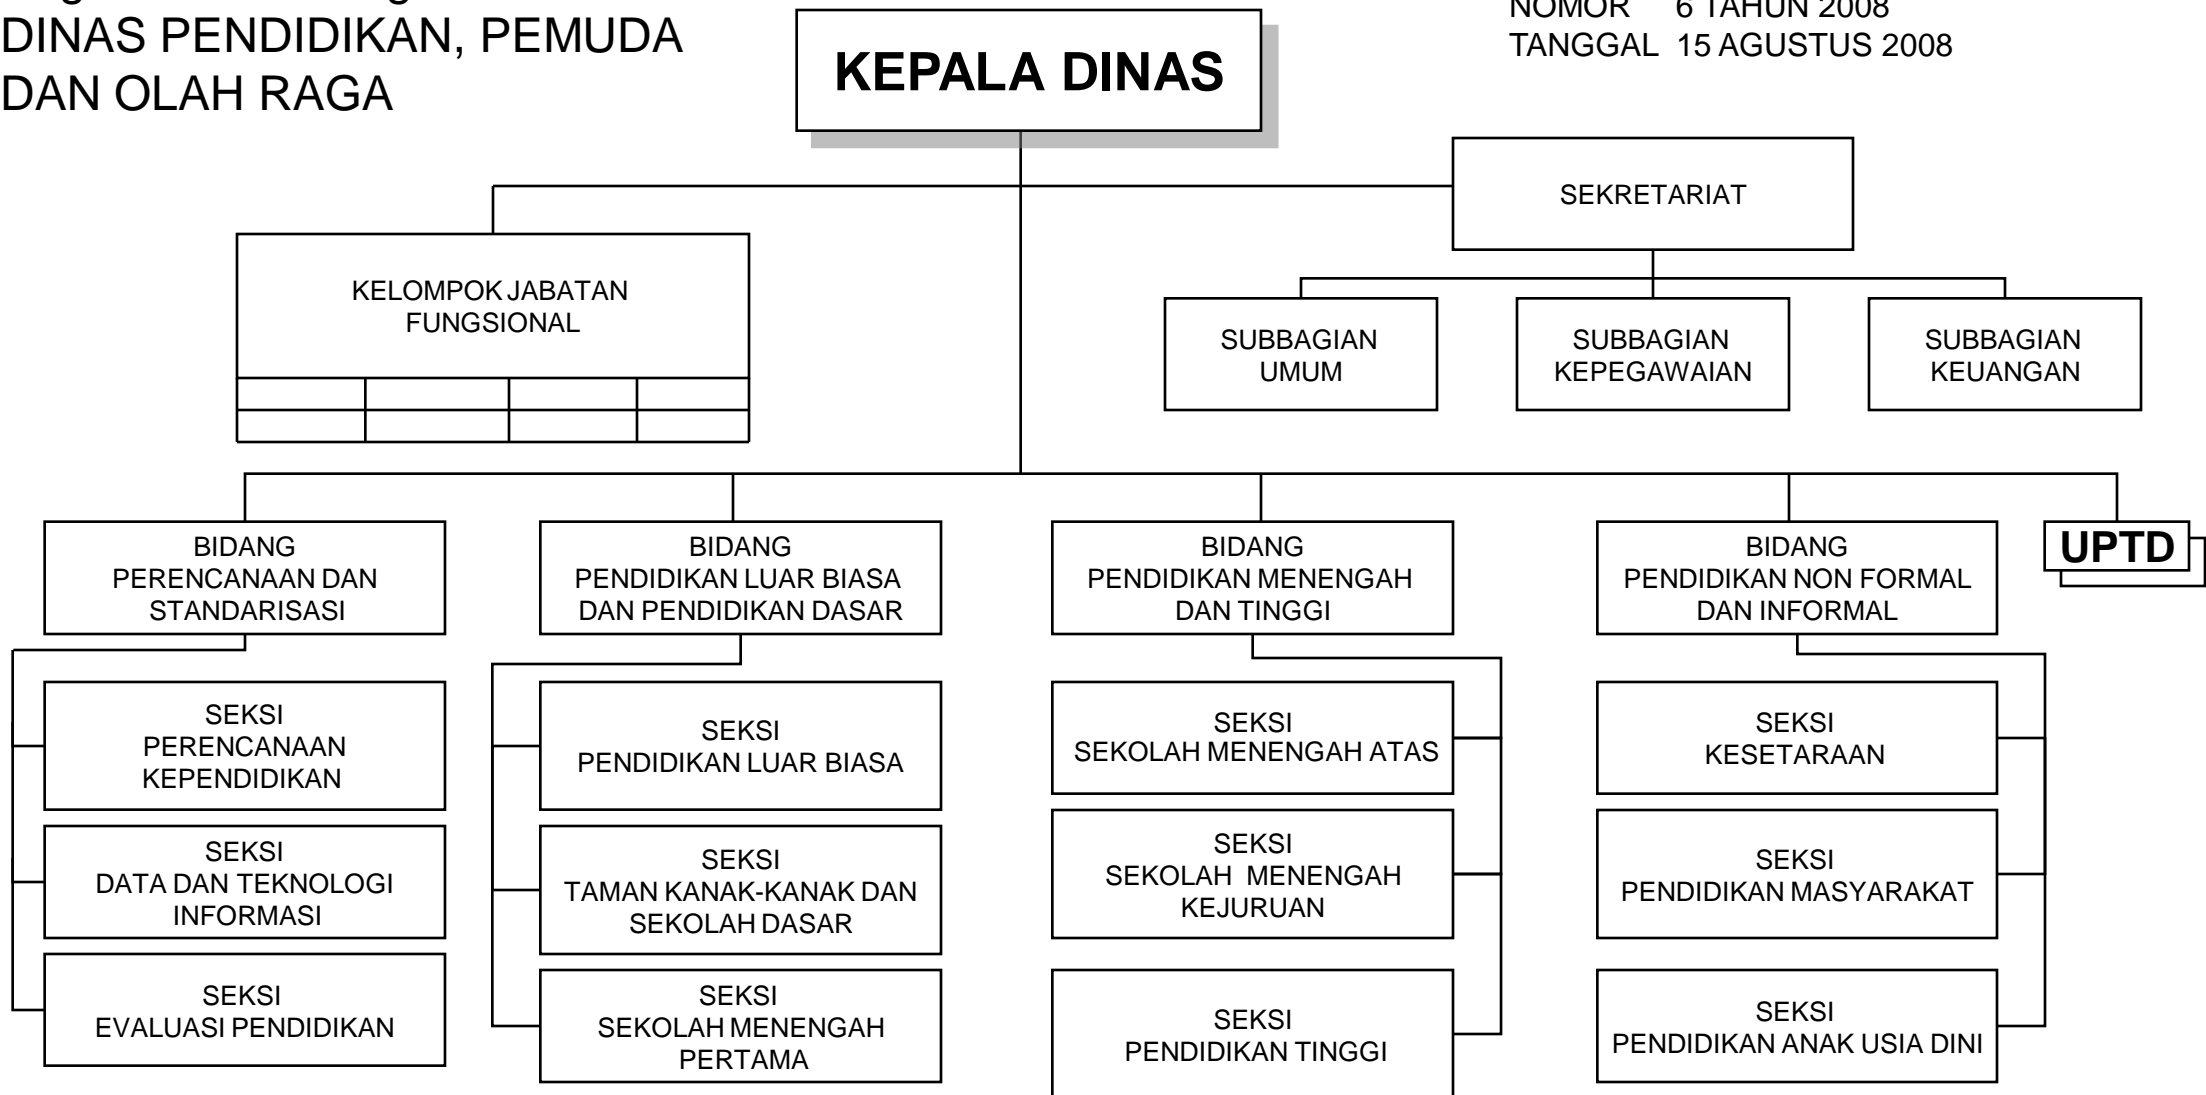 DINAS PENDIDIKAN, PEMUDA
DAN OLAH RAGA
NOMOR 6 TAHUN 2008
TANGGAL 15 AGUSTUS 2008
KEPALA DINAS
SEKRETARIAT
KELOMPOK JABATAN
FUNGSIONAL
SUBBAGIAN
UMUM
SUBBAGIAN
KEPEGAWAIAN
SUBBAGIAN
KEUANGAN
BIDANG
PERENCANAAN DAN
STANDARISASI
BIDANG
PENDIDIKAN LUAR BIASA
DAN PENDIDIKAN DASAR
BIDANG
PENDIDIKAN MENENGAH
DAN TINGGI
BIDANG
PENDIDIKAN NON FORMAL
DAN INFORMAL
UPTD
SEKSI
PERENCANAAN
KEPENDIDIKAN
SEKSI
PENDIDIKAN LUAR BIASA
SEKSI
SEKOLAH MENENGAH ATAS
SEKSI
KESETARAAN
SEKSI
DATA DAN TEKNOLOGI
INFORMASI
SEKSI
TAMAN KANAK-KANAK DAN
SEKOLAH DASAR
SEKSI
SEKOLAH MENENGAH
KEJURUAN
SEKSI
PENDIDIKAN MASYARAKAT
SEKSI
EVALUASI PENDIDIKAN
SEKSI
SEKOLAH MENENGAH
PERTAMA
SEKSI
PENDIDIKAN TINGGI
SEKSI
PENDIDIKAN ANAK USIA DINI